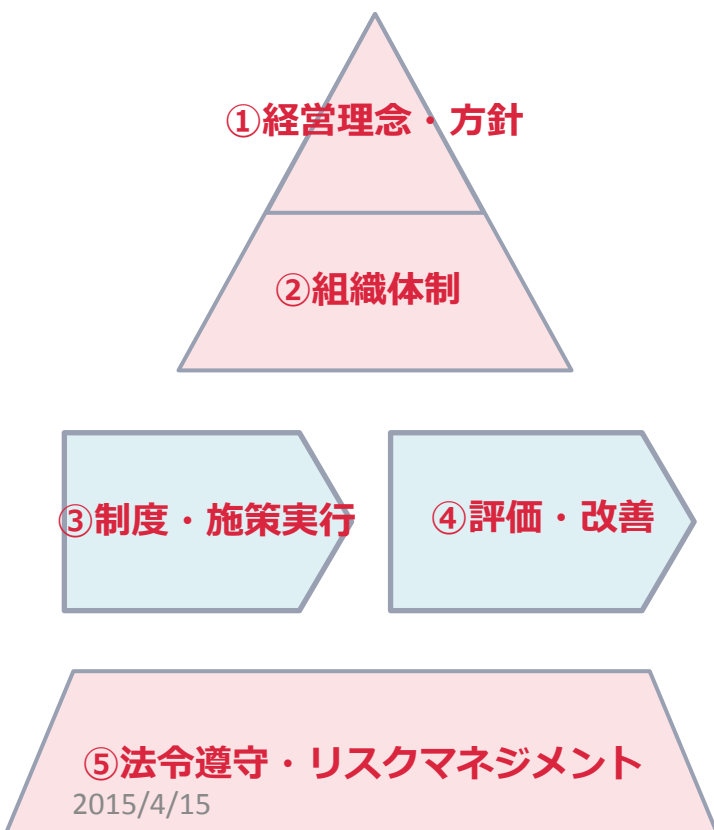 ①経営理念・方針
②組織体制
③制度・施策実行
④評価・改善
⑤法令遵守・リスクマネジメント
2015/4/15